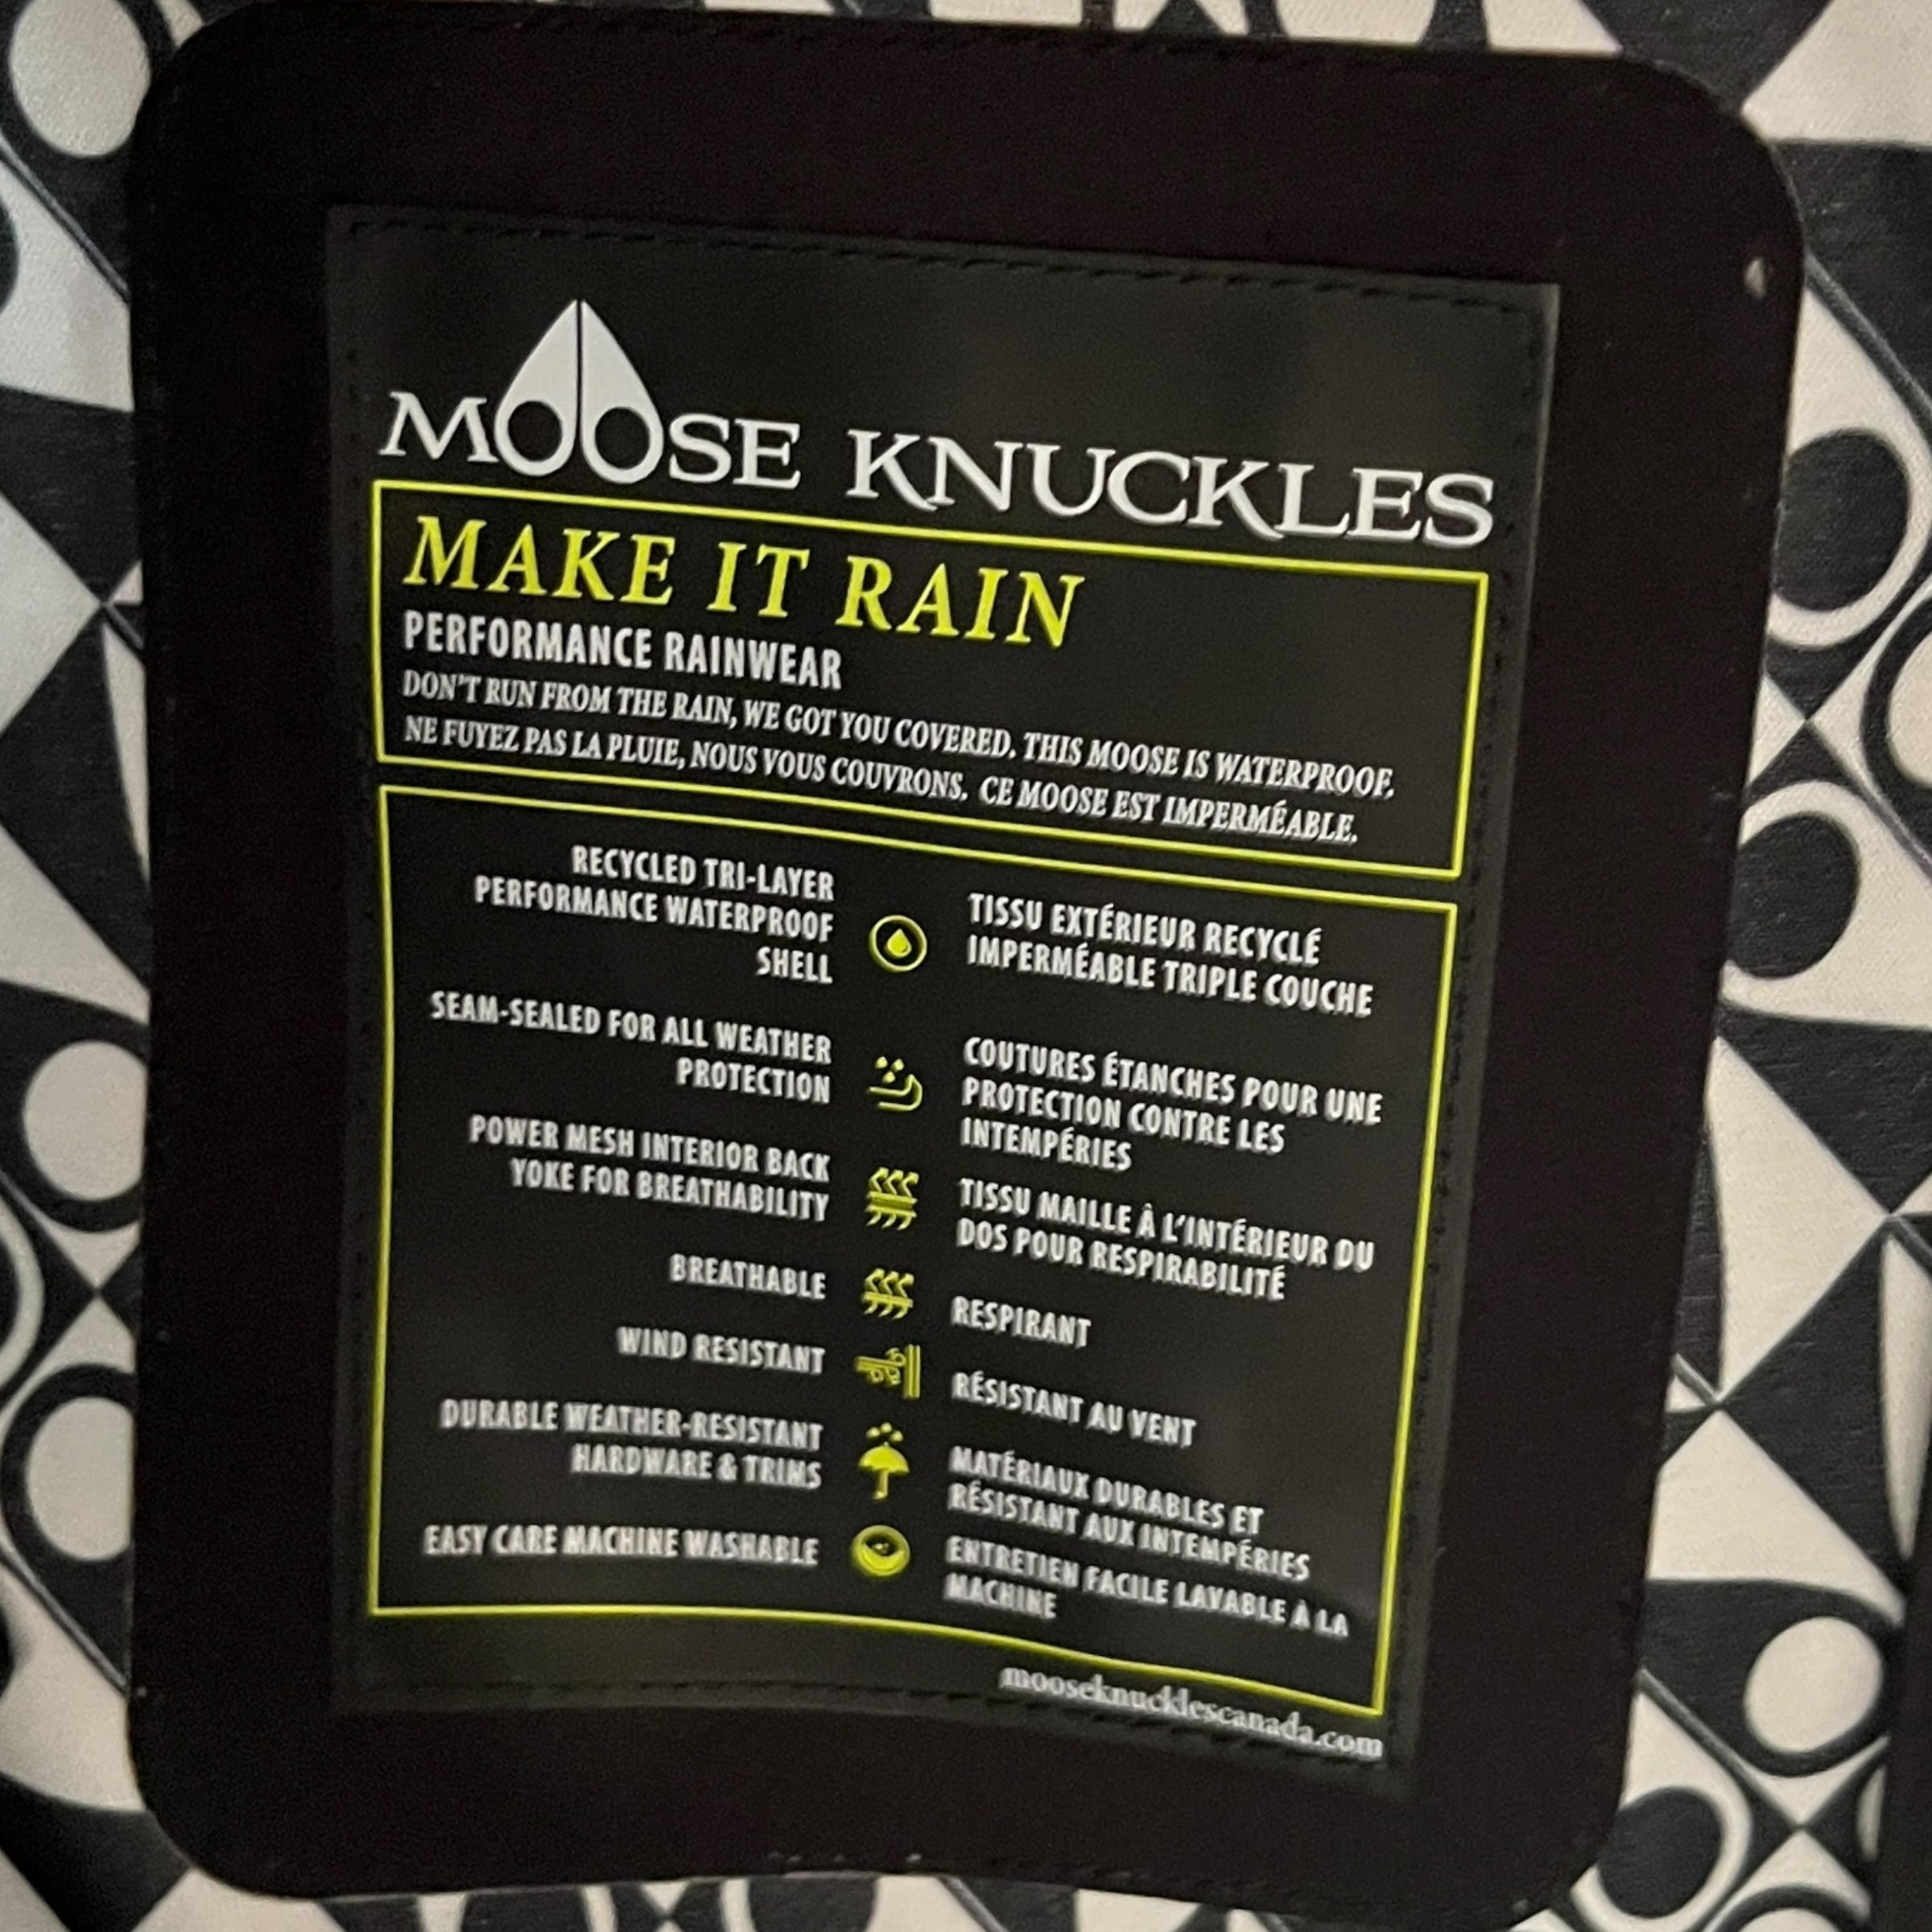 MOOSE KNUCKLES
MAKE IT RAIN
PERFORMANCE RAINWEAR
DON'T RUN FROM THE RAIN, WE GOT YOU COVERED. THIS MOOSE IS WATERPROOF.
NE FUYEZ PAS LA PLUIE, NOUS VOUS COUVRONS. CE MOOSE EST IMPERMÉABLE.
RECYCLED TRI-LAYER
PERFORMANCE WATERPROOF
SHELL
TISSU EXTÉRIEUR RECYCLÉ
IMPERMÉABLE TRIPLE COUCHE
SEAM-SEALED FOR ALL WEATHER
PROTECTION
COUTURES ÉTANCHES POUR UNE
PROTECTION CONTRE LES
INTEMPÉRIES
POWER MESH INTERIOR BACK
YOKE FOR BREATHABILITY
TISSU MAILLE À L'INTÉRIEUR DU
DOS POUR RESPIRABILITÉ
BREATHABLE
RESPIRANT
WIND RESISTANT
RÉSISTANT AU VENT
DURABLE WEATHER-RESISTANT
HARDWARE & TRIMS
MATÉRIAUX DURABLES ET
RÉSISTANT AUX INTEMPÉRIES
EASY CARE MACHINE WASHABLE
ENTRETIEN FACILE LAVABLE À LA
MACHINE
mooseknucklescanada.com